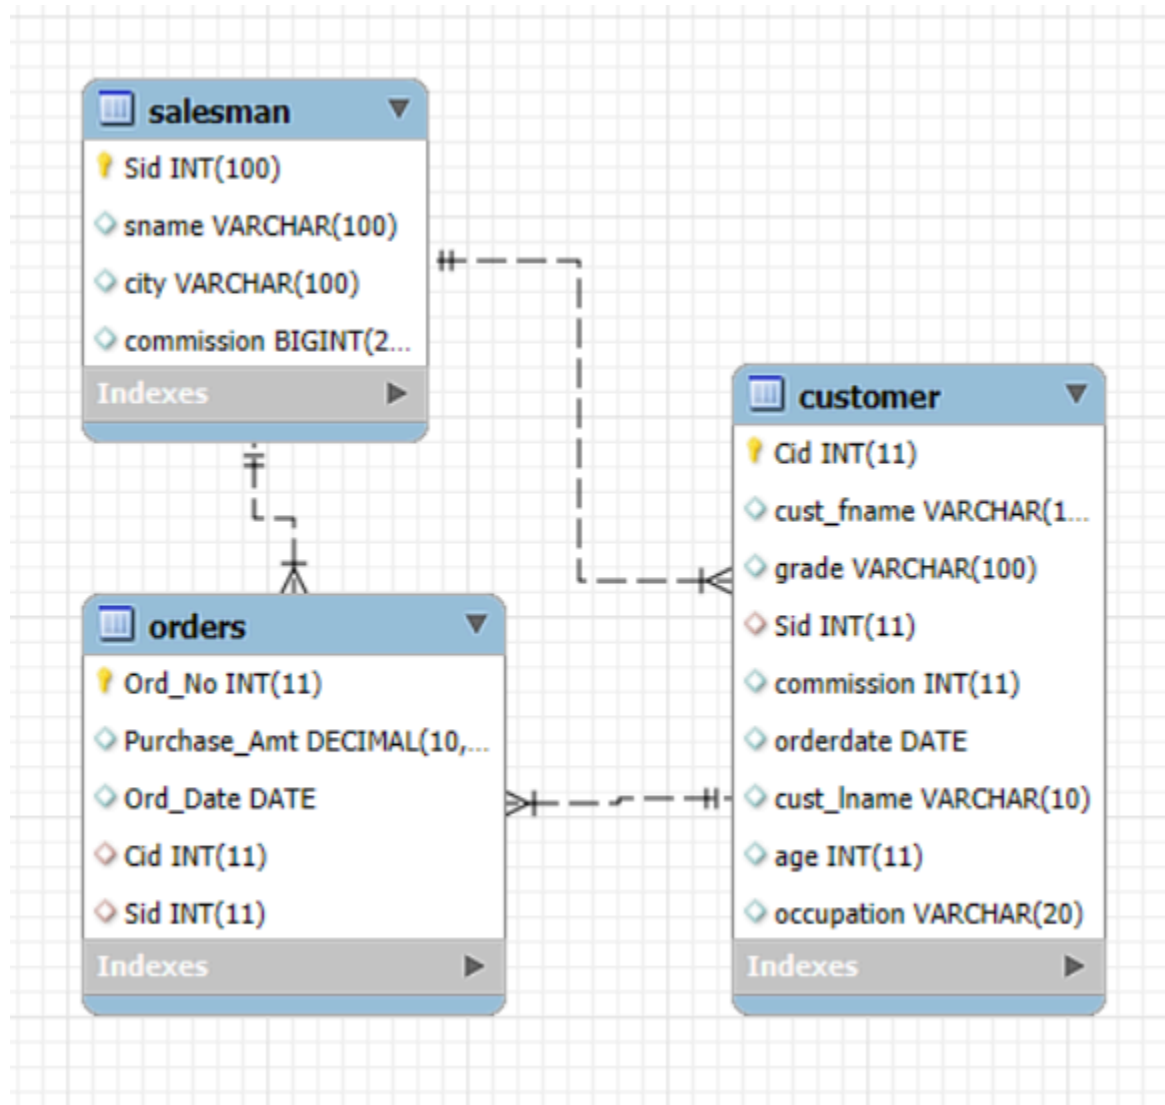 salesman
Sid INT(100)
sname VARCHAR(100)
city VARCHAR(100)
commission BIGINT(2...
Indexes
customer
Cid INT(11)
cust_fname VARCHAR(1...
grade VARCHAR(100)
Sid INT(11)
commission INT(11)
orderdate DATE
cust_lname VARCHAR(10)
age INT(11)
occupation VARCHAR(20)
Indexes
orders
Ord_No INT(11)
Purchase_Amt DECIMAL(10,...
Ord_Date DATE
Cid INT(11)
Sid INT(11)
Indexes